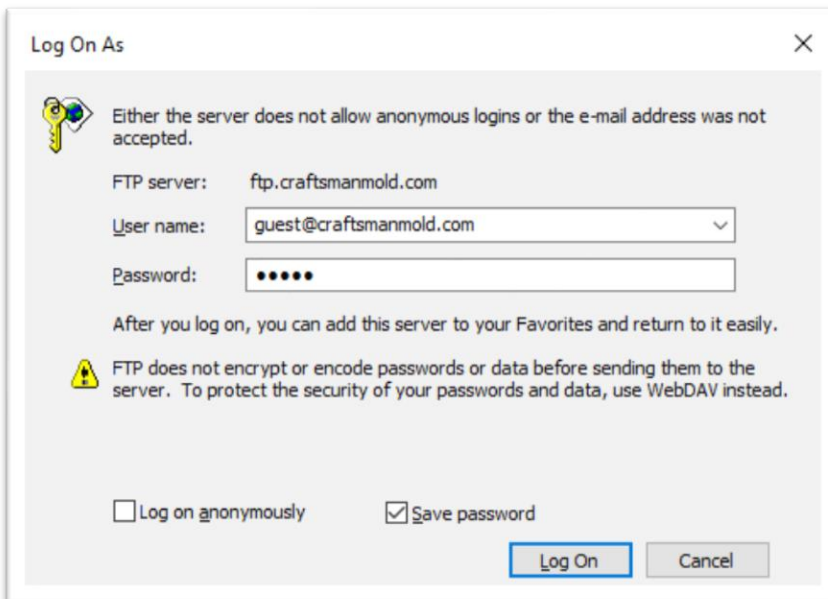 Log On As
Either the server does not allow anonymous logins or the e-mail address was not
accepted.
FTP server: ftp.craftsmanmold.com
User name: guest@craftsmanmold.com
Password: •••••
After you log on, you can add this server to your Favorites and return to it easily.
FTP does not encrypt or encode passwords or data before sending them to the
server. To protect the security of your passwords and data, use WebDAV instead.
Log on anonymously Save password
Log On Cancel